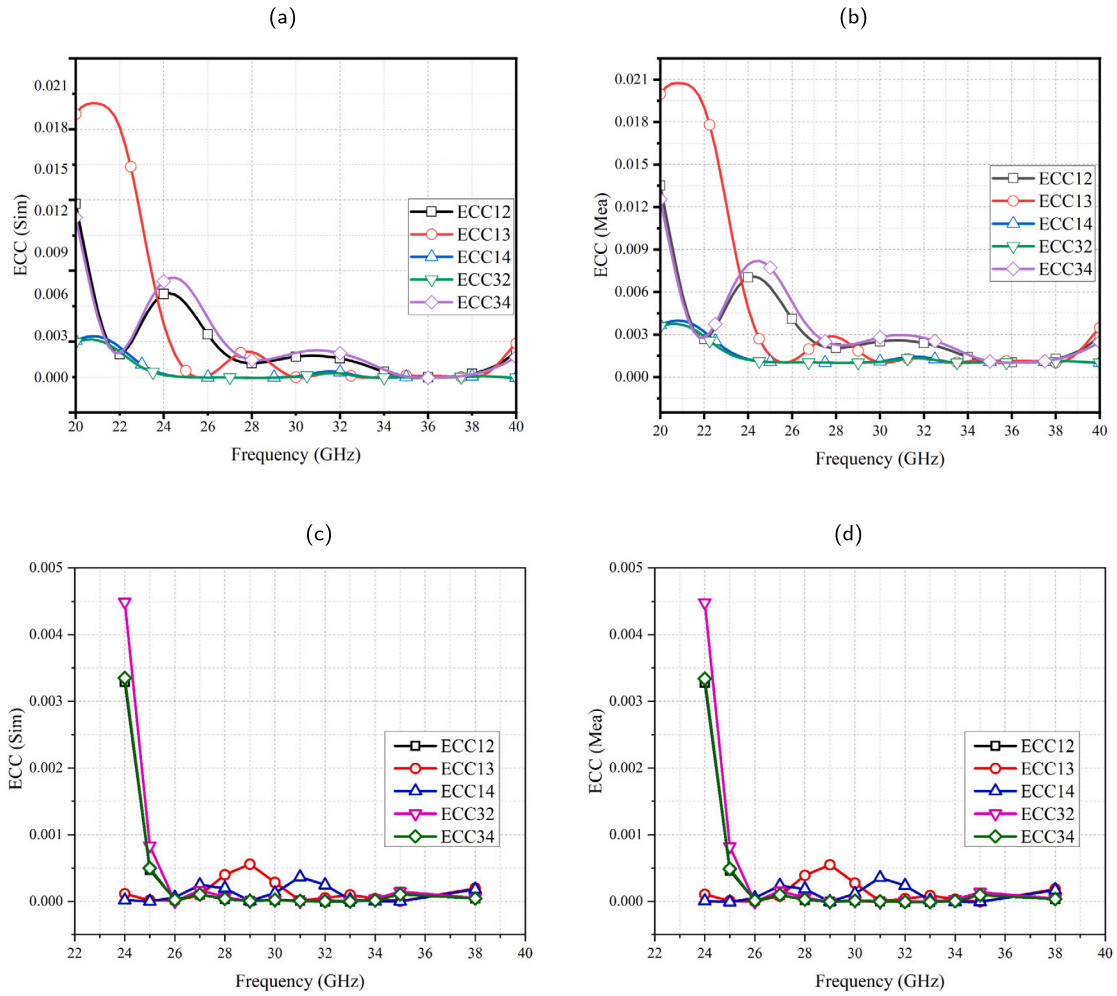 (a)
(b)
ECC (Sim)
0.021
0.018
0.015
0.012
0.009
0.006
0.003
0.000
20 22 24 26 28 30 32 34 36 38 40
Frequency (GHz)
ECC12
ECC13
ECC14
ECC32
ECC34
ECC (Mea)
0.021
0.018
0.015
0.012
0.009
0.006
0.003
0.000
20 22 24 26 28 30 32 34 36 38 40
Frequency (GHz)
ECC12
ECC13
ECC14
ECC32
ECC34
(c)
(d)
ECC (Sim)
0.005
0.004
0.003
0.002
0.001
0.000
22 24 26 28 30 32 34 36 38 40
Frequency (GHz)
ECC12
ECC13
ECC14
ECC32
ECC34
ECC (Mea)
0.005
0.004
0.003
0.002
0.001
0.000
22 24 26 28 30 32 34 36 38 40
Frequency (GHz)
ECC12
ECC13
ECC14
ECC32
ECC34